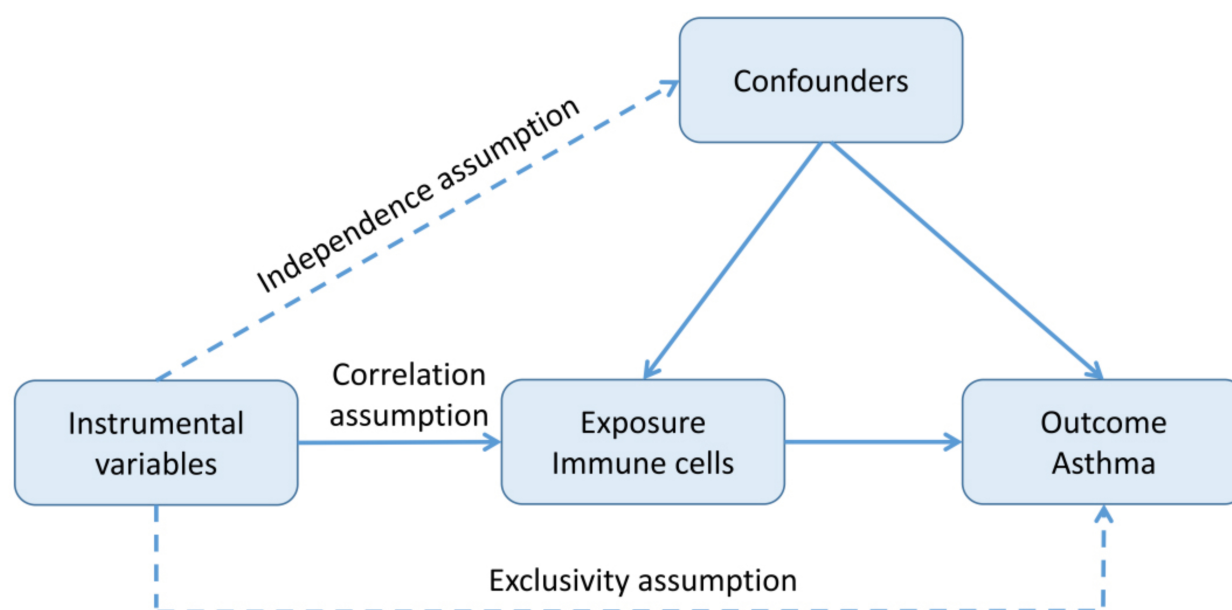 Confounders
Independence assumption
Correlation
assumption
Instrumental
variables
Exposure
Immune cells
Outcome
Asthma
Exclusivity assumption